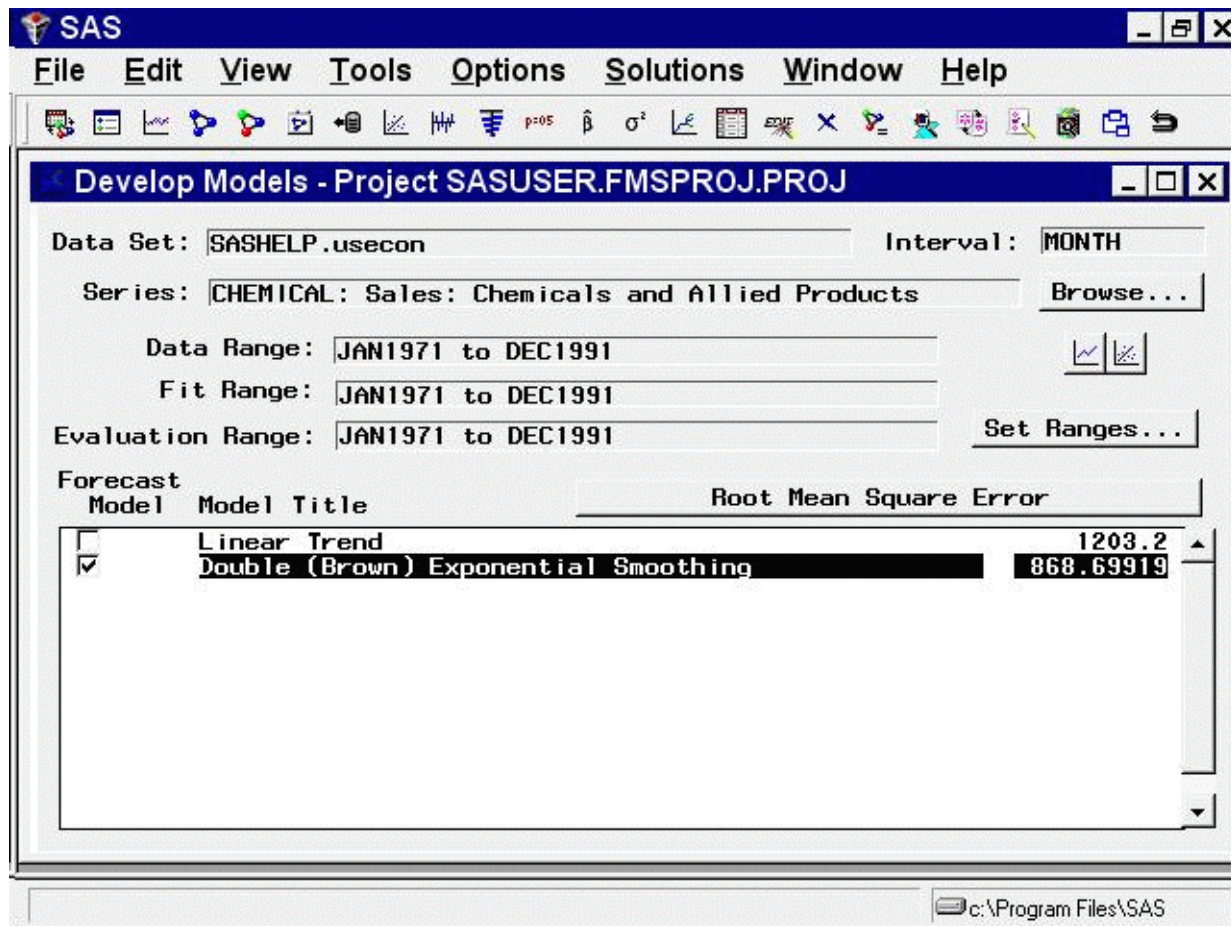 SAS
File Edit View Tools Options Solutions Window Help
p=05 β̂ σ² EDIT
Develop Models - Project SASUSER.FMSPROJ.PROJ
Data Set: SASHELP.usecon Interval: MONTH
Series: CHEMICAL: Sales: Chemicals and Allied Products Browse...
Data Range: JAN1971 to DEC1991
Fit Range: JAN1971 to DEC1991
Evaluation Range: JAN1971 to DEC1991 Set Ranges...
Forecast
Model Model Title Root Mean Square Error
Linear Trend 1203.2
Double (Brown) Exponential Smoothing 868.69919
c:\Program Files\SAS